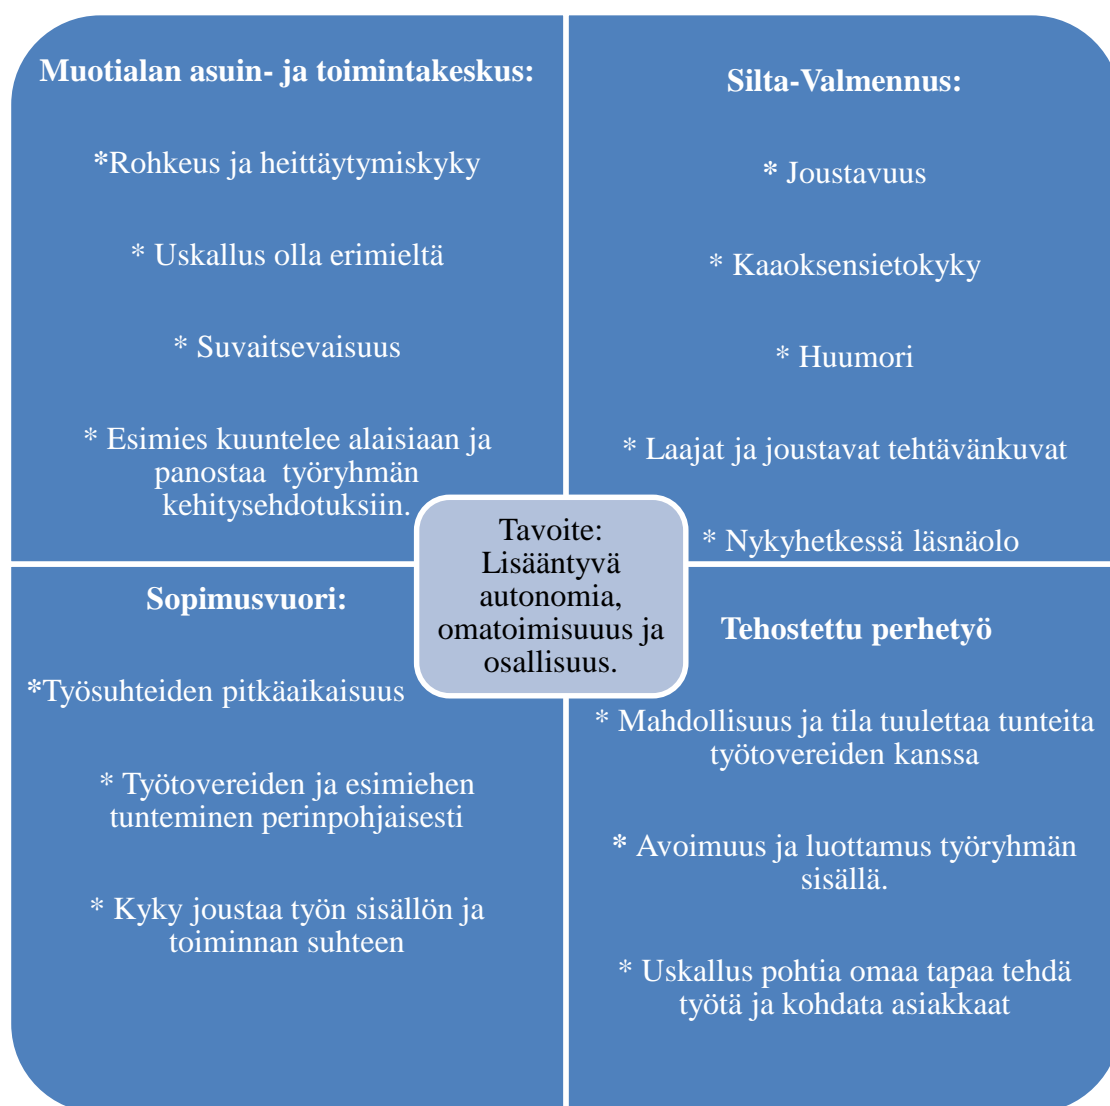 Muotialan asuin- ja toimintakeskus:
*Rohkeus ja heittäytymiskyky
* Uskallus olla erimieltä
* Suvaitsevaisuus
* Esimies kuuntelee alaisiaan ja
panostaa työryhmän
kehitysehdotuksiin.
Silta-Valmennus:
* Joustavuus
* Kaaoksensietokyky
* Huumori
* Laajat ja joustavat tehtävänkuvat
* Nykyhetkessä läsnäolo
Tavoite:
Lisääntyvä
autonomia,
omatoimisuuus ja
osallisuus.
Sopimusvuori:
*Työsuhteiden pitkäaikaisuus
* Työtovereiden ja esimiehen
tunteminen perinpohjaisesti
* Kyky joustaa työn sisällön ja
toiminnan suhteen
Tehostettu perhetyö
* Mahdollisuus ja tila tuulettaa tunteita
työtovereiden kanssa
* Avoimuus ja luottamus työryhmän
sisällä.
* Uskallus pohtia omaa tapaa tehdä
työtä ja kohdata asiakkaat